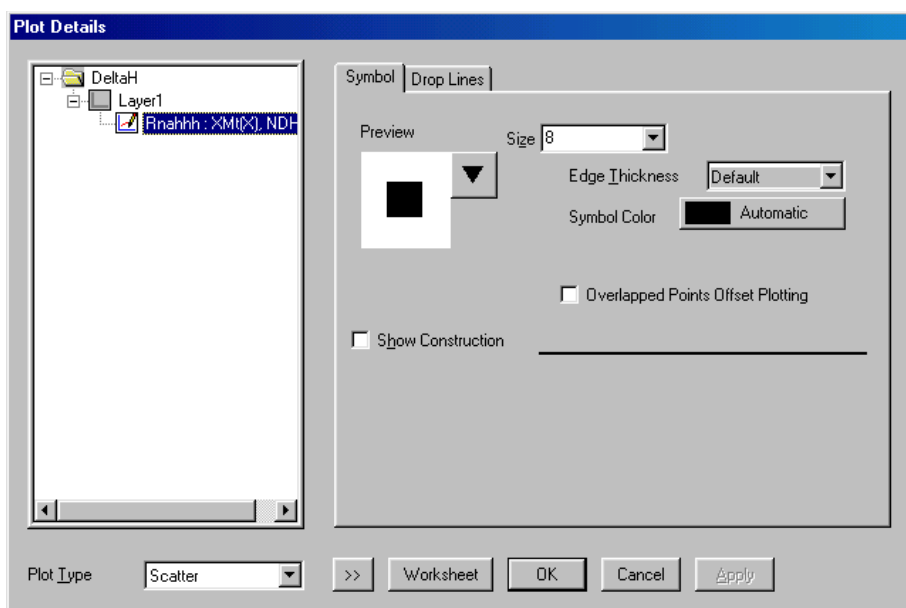 Plot Details
DeltaH
Layer1
Rnahhh : XMt(X), NDH
Symbol
Drop Lines
Preview
Size 8
Edge Thickness Default
Symbol Color Automatic
Overlapped Points Offset Plotting
Show Construction
Plot Type Scatter >> Worksheet OK Cancel Apply